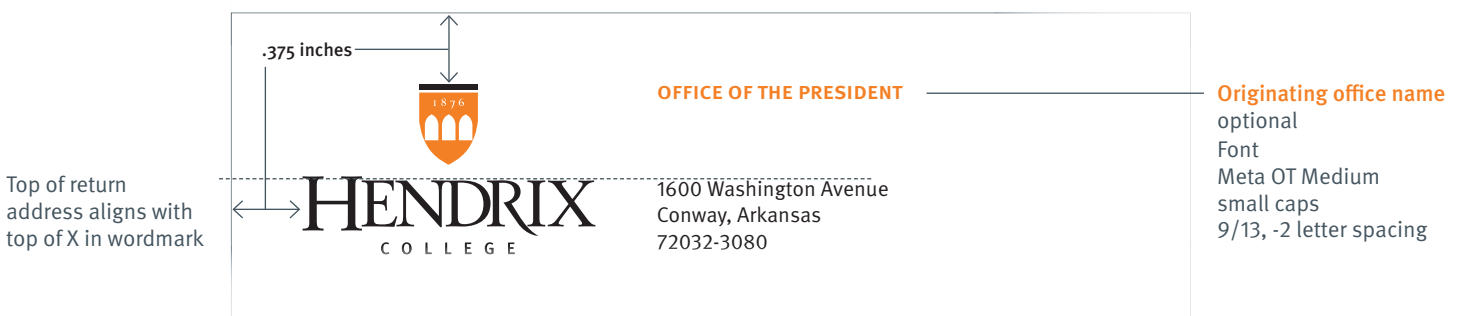 .375 inches
1876
OFFICE OF THE PRESIDENT
Originating office name
optional
Font
Meta OT Medium
small caps
9/13, -2 letter spacing
Top of return
address aligns with
top of X in wordmark
HENDRIX
COLLEGE
1600 Washington Avenue
Conway, Arkansas
72032-3080